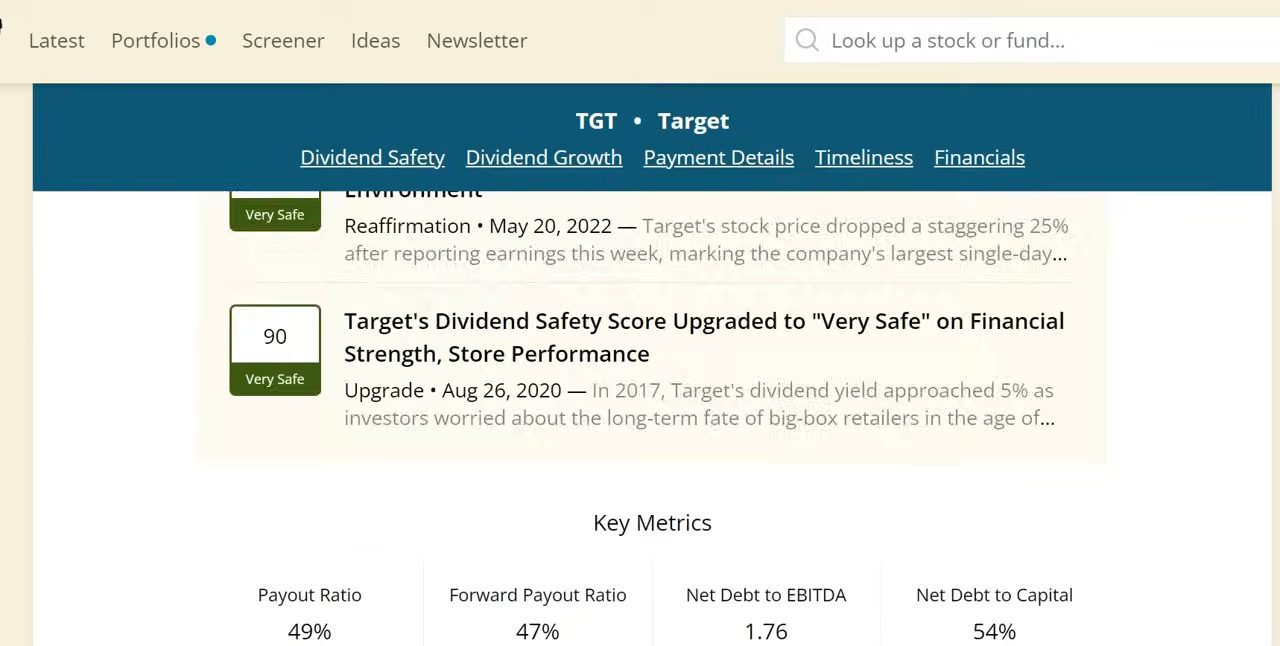 Latest Portfolios Screener Ideas Newsletter Look up a stock or fund...
TGT • Target
Dividend Safety Dividend Growth Payment Details Timeliness Financials
Environment
Very Safe
Reaffirmation • May 20, 2022 — Target's stock price dropped a staggering 25%
after reporting earnings this week, marking the company's largest single-day...
90
Very Safe
Target's Dividend Safety Score Upgraded to "Very Safe" on Financial
Strength, Store Performance
Upgrade • Aug 26, 2020 — In 2017, Target's dividend yield approached 5% as
investors worried about the long-term fate of big-box retailers in the age of...
Key Metrics
Payout Ratio Forward Payout Ratio Net Debt to EBITDA Net Debt to Capital
49% 47% 1.76 54%